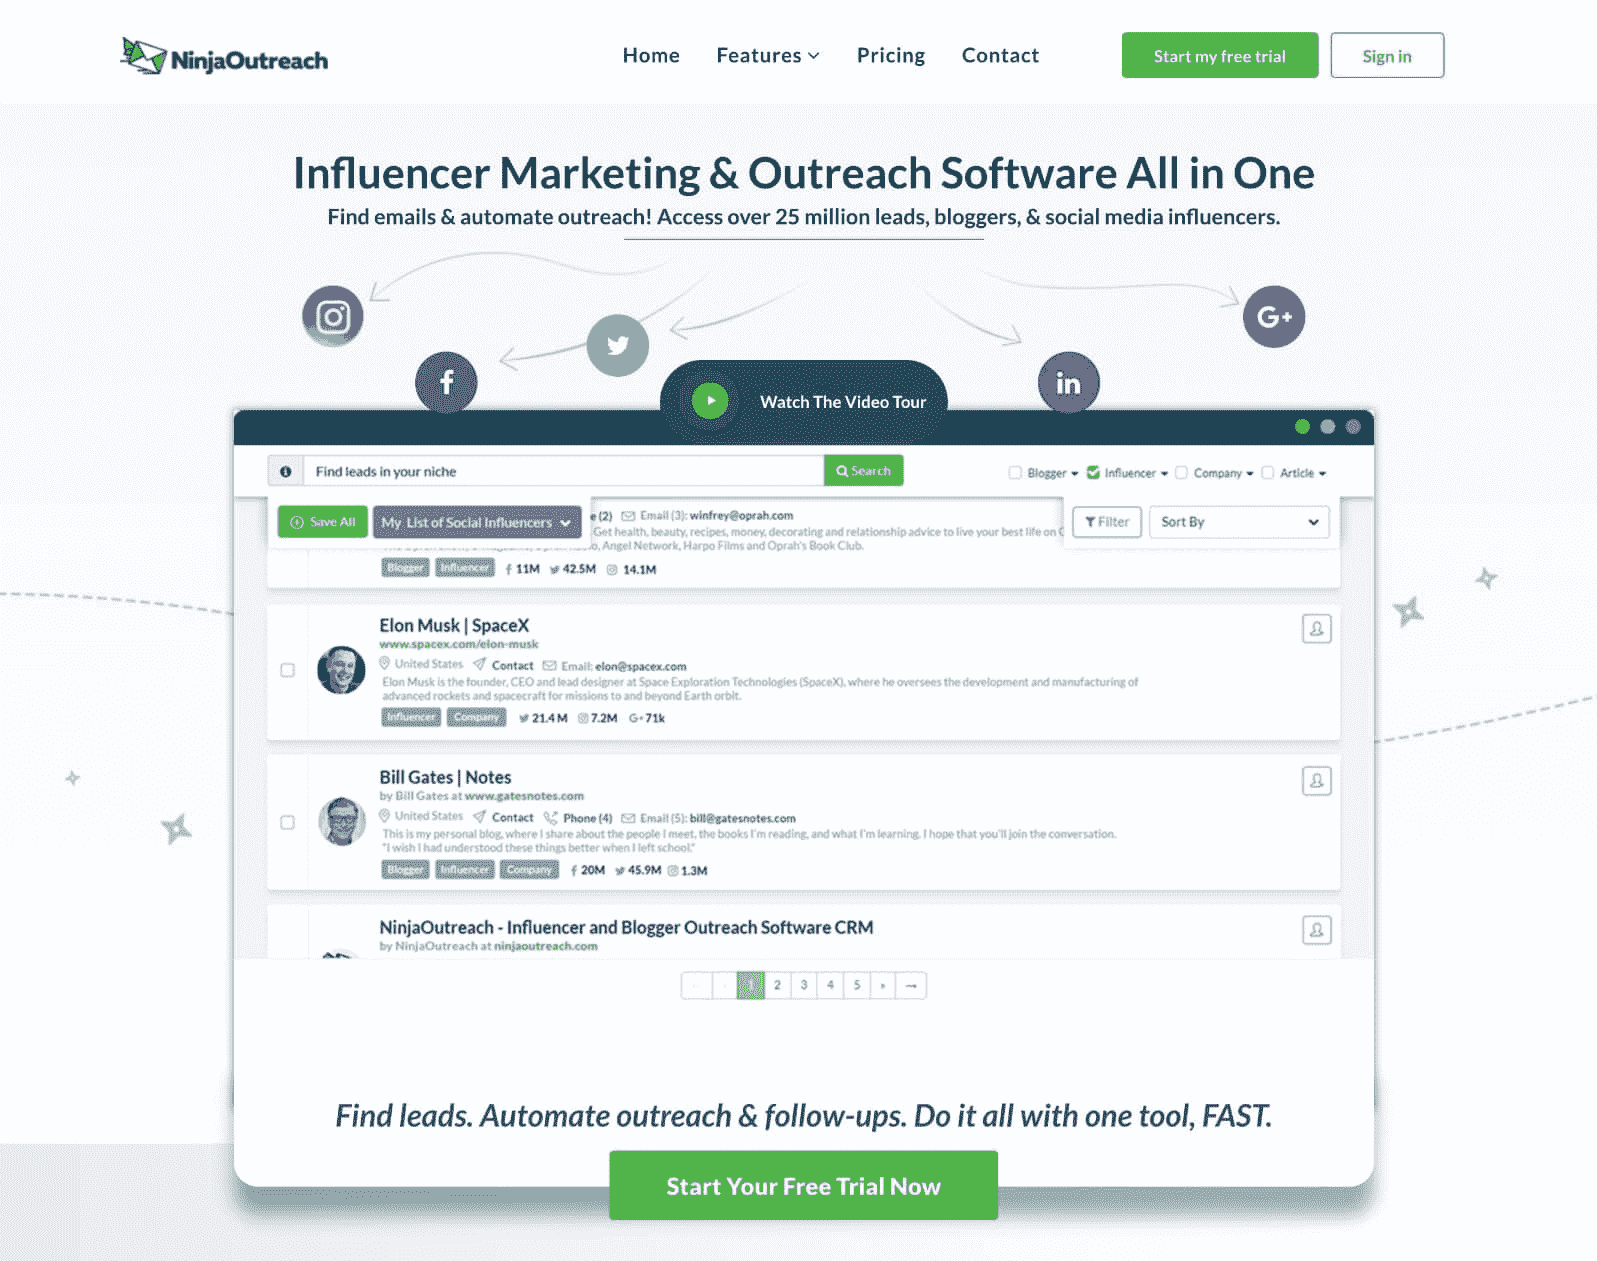 NinjaOutreach
Home Features Pricing Contact
Start my free trial
Sign in
Influencer Marketing & Outreach Software All in One
Find emails & automate outreach! Access over 25 million leads, bloggers, & social media influencers.
G+
f
in
Watch The Video Tour
Find leads in your niche
Search
Blogger Influencer Company Article
Save All
My List of Social Influencers
e (2) Email (3): winfrey@oprah.com
Filter
Sort By
Get health, beauty, recipes, money, decorating and relationship advice to live your best life on
Angel Network, Harpo Films and Oprah's Book Club.
Blogger Influencer f 11M 42.5M 14.1M
Elon Musk | SpaceX
www.spacex.com/elon-musk
United States Contact Email: elon@spacex.com
Elon Musk is the founder, CEO and lead designer at Space Exploration Technologies (SpaceX), where he oversees the development and manufacturing of
advanced rockets and spacecraft for missions to and beyond Earth orbit.
Influencer Company 21.4 M 7.2M G+ 71k
Bill Gates | Notes
by Bill Gates at www.gatesnotes.com
United States Contact Phone (4) Email (5): bill@gatesnotes.com
This is my personal blog, where I share about the people I meet, the books I'm reading, and what I'm learning. I hope that you'll join the conversation.
"I wish I had understood these things better when I left school."
Blogger Influencer Company f 20M 45.9M 1.3M
NinjaOutreach - Influencer and Blogger Outreach Software CRM
by NinjaOutreach at ninjaoutreach.com
1 2 3 4 5 » →
Find leads. Automate outreach & follow-ups. Do it all with one tool, FAST.
Start Your Free Trial Now